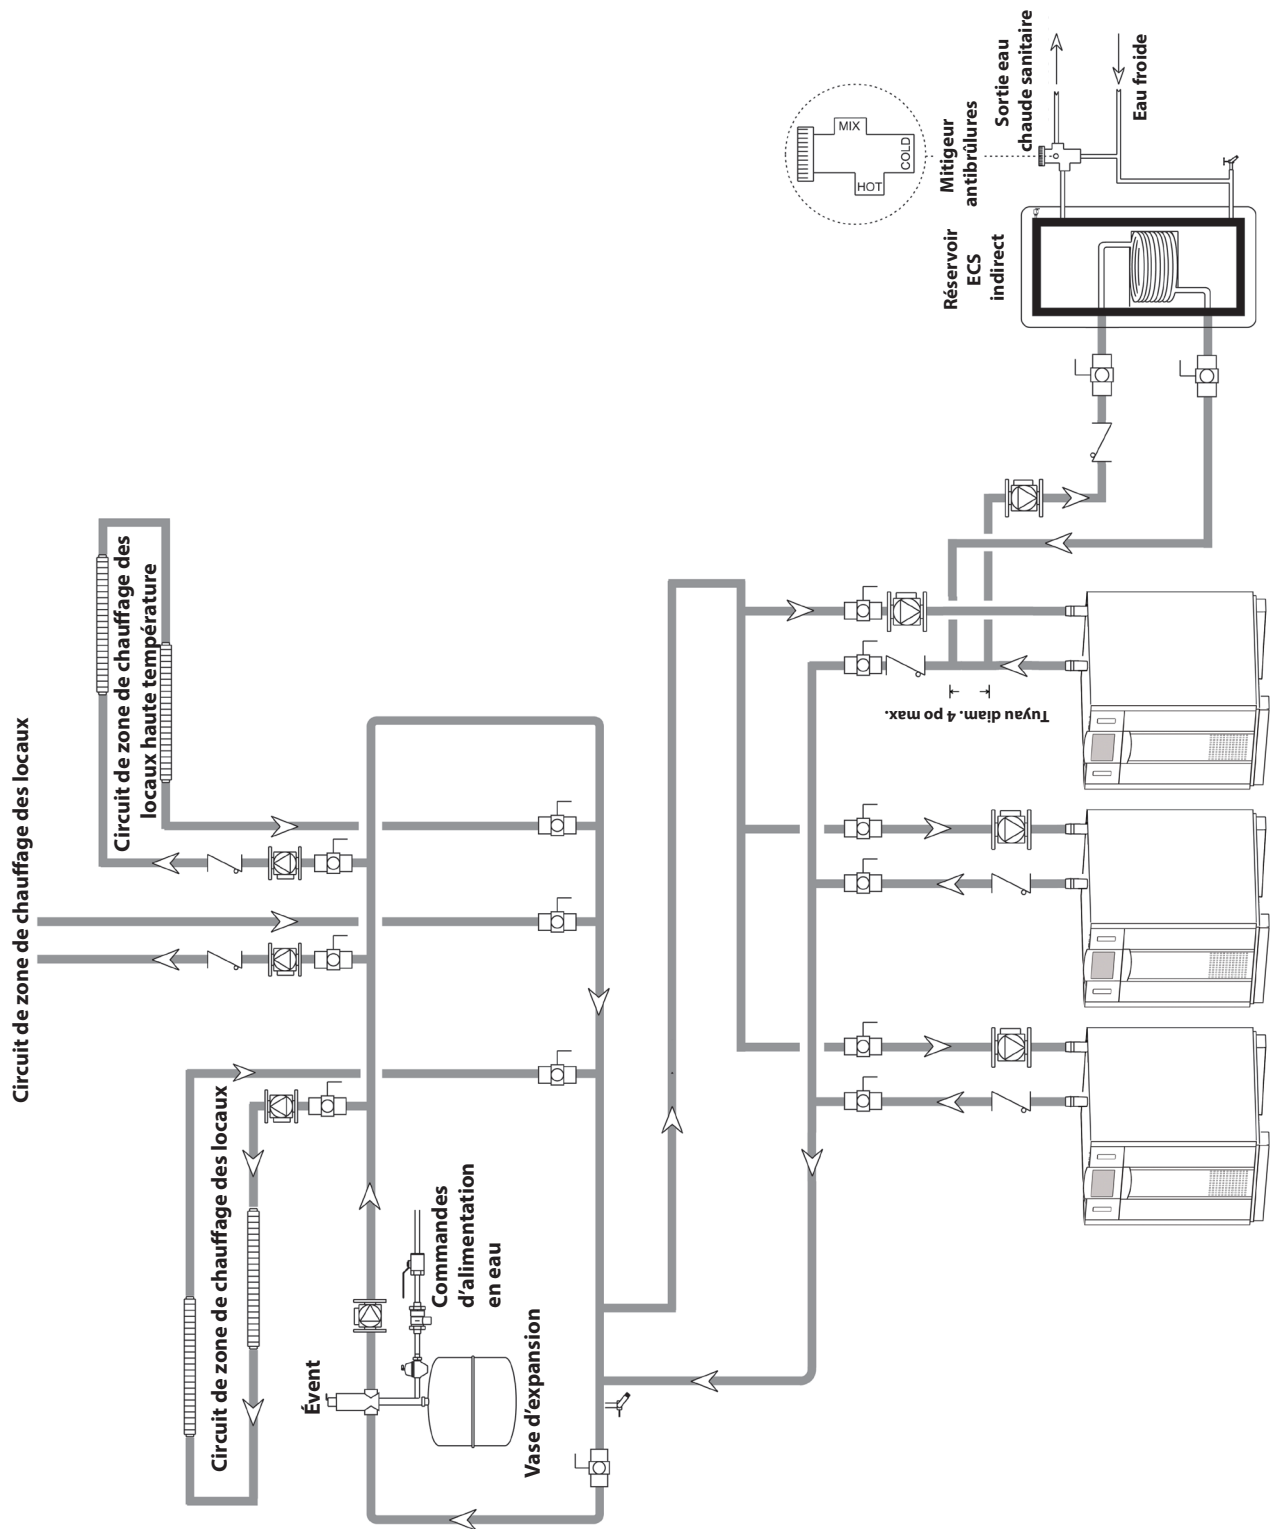 Circuit de zone de chauffage des locaux
Circuit de zone de chauffage des
locaux haute température
Circuit de zone de chauffage des locaux
Évent
Commandes
d'alimentation
en eau
Vase d'expansion
Tuyau diam. 4 po max.
MIX
HOT
COLD
Mitigeur
antibrûlures
Sortie eau
chaude sanitaire
Eau froide
Réservoir
ECS
indirect